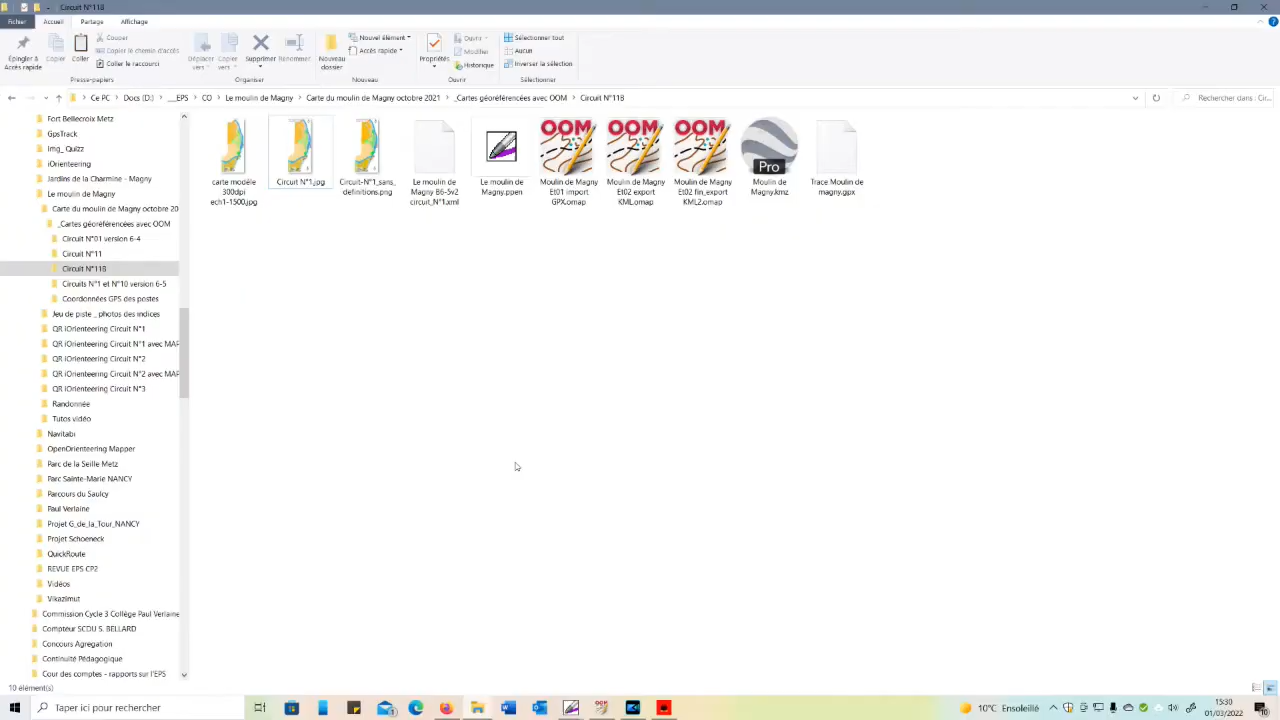 Circuit N°11B
Fichier Accueil Partage Affichage
Épingler à Accès rapide
Copier
Coller
Couper
Copier le chemin d'accès
Coller le raccourci
Presse-papiers
Déplacer vers
Copier vers
Supprimer
Renommer
Organiser
Nouveau dossier
Nouvel élément
Accès rapide
Nouveau
Propriétés
Ouvrir
Modifier
Historique
Ouvrir
Sélectionner tout
Aucun
Inverser la sélection
Sélectionner
Ce PC > Docs (D:) > ___EPS > CO > Le moulin de Magny > Carte du moulin de Magny octobre 2021 > _Cartes géoréférencées avec OOM > Circuit N°11B
Rechercher dans : Cir...
Fort Bellecroix Metz
GpsTrack
Img_ Quizz
iOrienteering
Jardins de la Charmine - Magny
Le moulin de Magny
Carte du moulin de Magny octobre 20
_Cartes géoréférencées avec OOM
Circuit N°01 version 6-4
Circuit N°11
Circuit N°11B
Circuits N°1 et N°10 version 6-5
Coordonnées GPS des postes
Jeu de piste _ photos des indices
QR iOrienteering Circuit N°1
QR iOrienteering Circuit N°1 avec MAP
QR iOrienteering Circuit N°2
QR iOrienteering Circuit N°2 avec MAP
QR iOrienteering Circuit N°3
Randonnée
Tutos vidéo
Navitabi
OpenOrienteering Mapper
Parc de la Seille Metz
Parc Sainte-Marie NANCY
Parcours du Saulcy
Paul Verlaine
Projet G_de_la_Tour_NANCY
Projet Schoeneck
QuickRoute
REVUE EPS CP2
Vidéos
Vikazimut
Commission Cycle 3 Collège Paul Verlaine
Compteur SCDU S. BELLARD
Concours Agregation
Continuité Pédagogique
Cour des comptes - rapports sur l'EPS
carte modèle
300dpi
ech1-1500.jpg
Circuit N°1.jpg
Circuit-N°1_sans_
definitions.png
Le moulin de
Magny B6-5v2
circuit_N°1.xml
Le moulin de
Magny.ppen
OOM
Moulin de Magny
Et01 import
GPX.omap
OOM
Moulin de Magny
Et02 export
KML.omap
OOM
Moulin de Magny
Et02 fin_export
KML2.omap
Pro
Moulin de
Magny.kmz
Trace Moulin de
magny.gpx
10 élément(s)
Taper ici pour rechercher
10°C Ensoleillé
15:30
01/03/2022